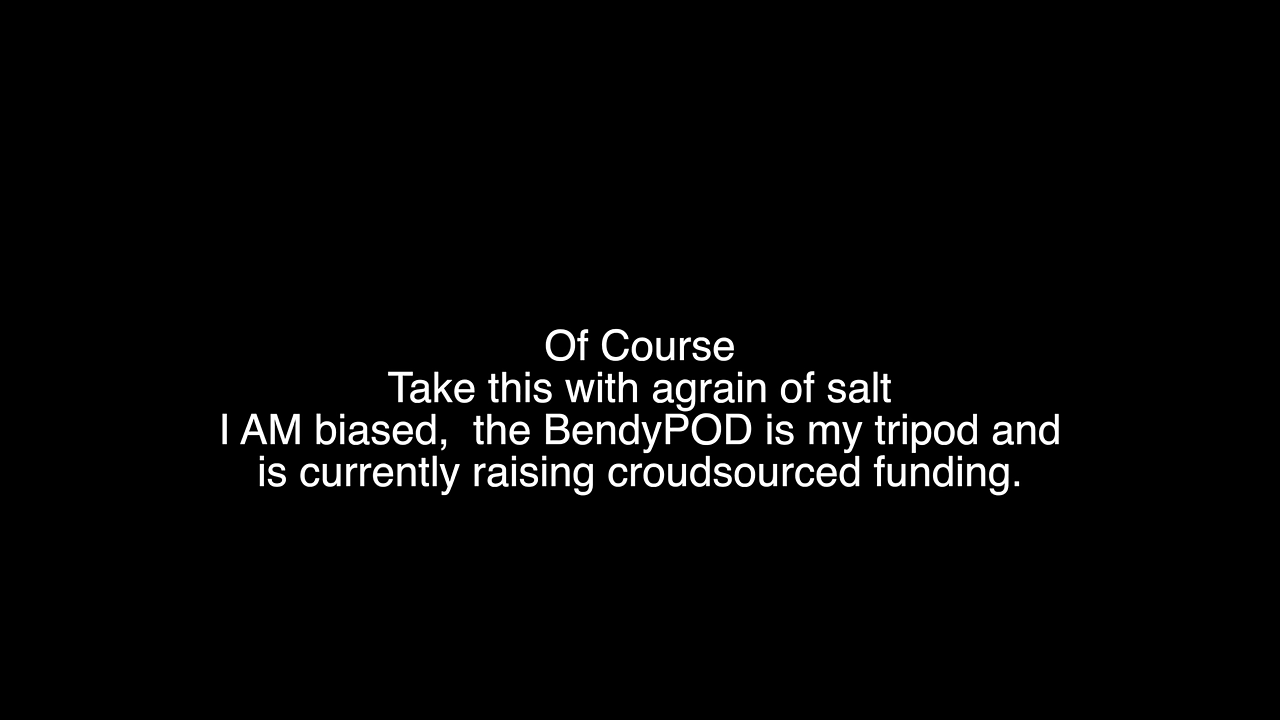 Of Course
Take this with agrain of salt
I AM biased,  the BendyPOD is my tripod and
is currently raising croudsourced funding.